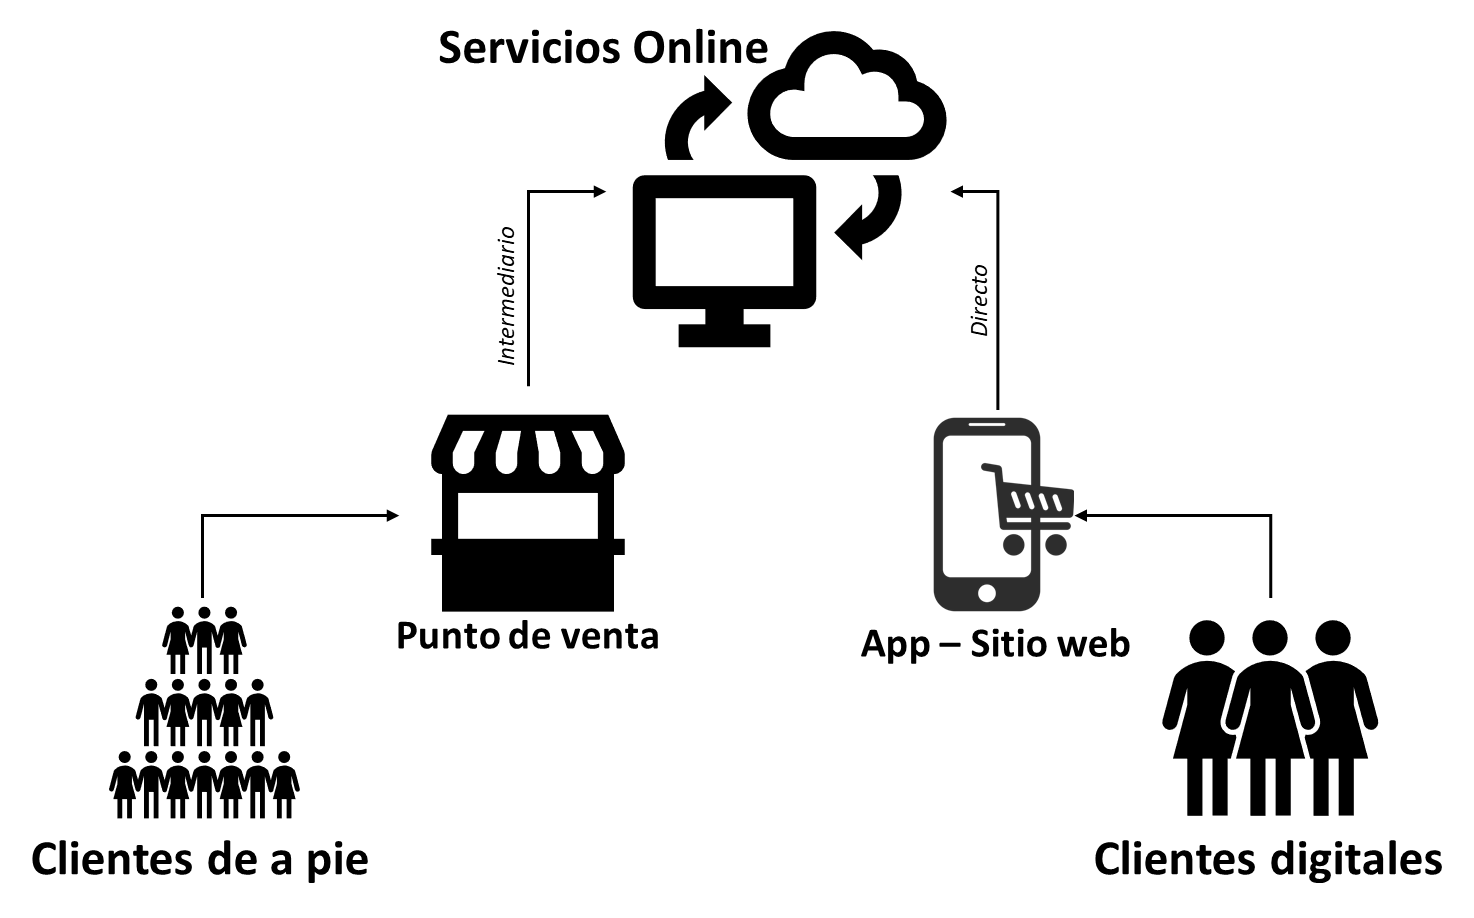 Servicios Online
Intermediario
Directo
Punto de venta
App – Sitio web
Clientes de a pie
Clientes digitales